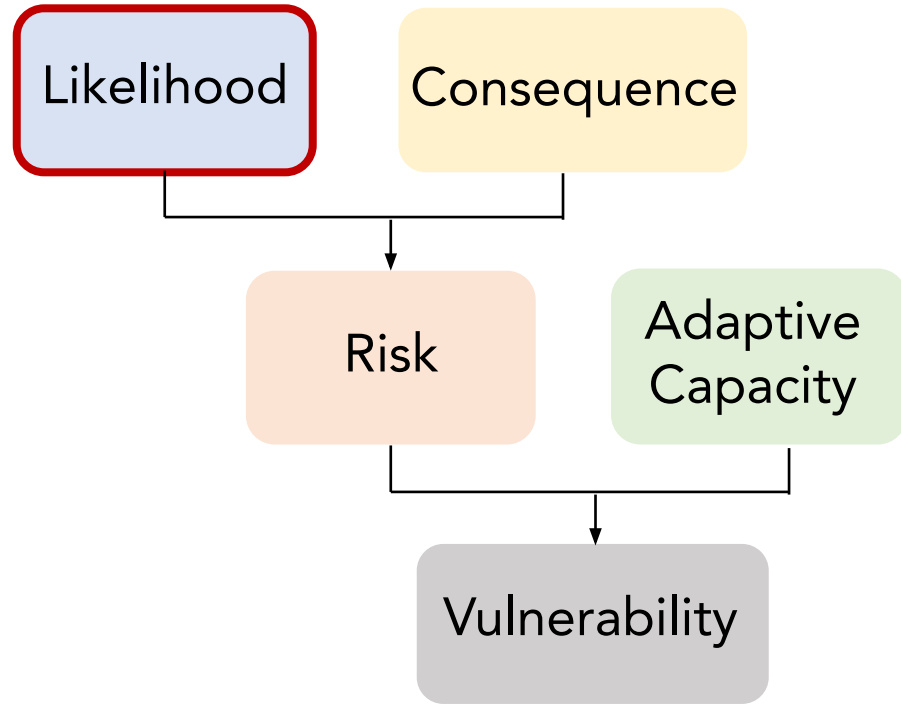 Likelihood
Consequence
Risk
Adaptive
Capacity
Vulnerability